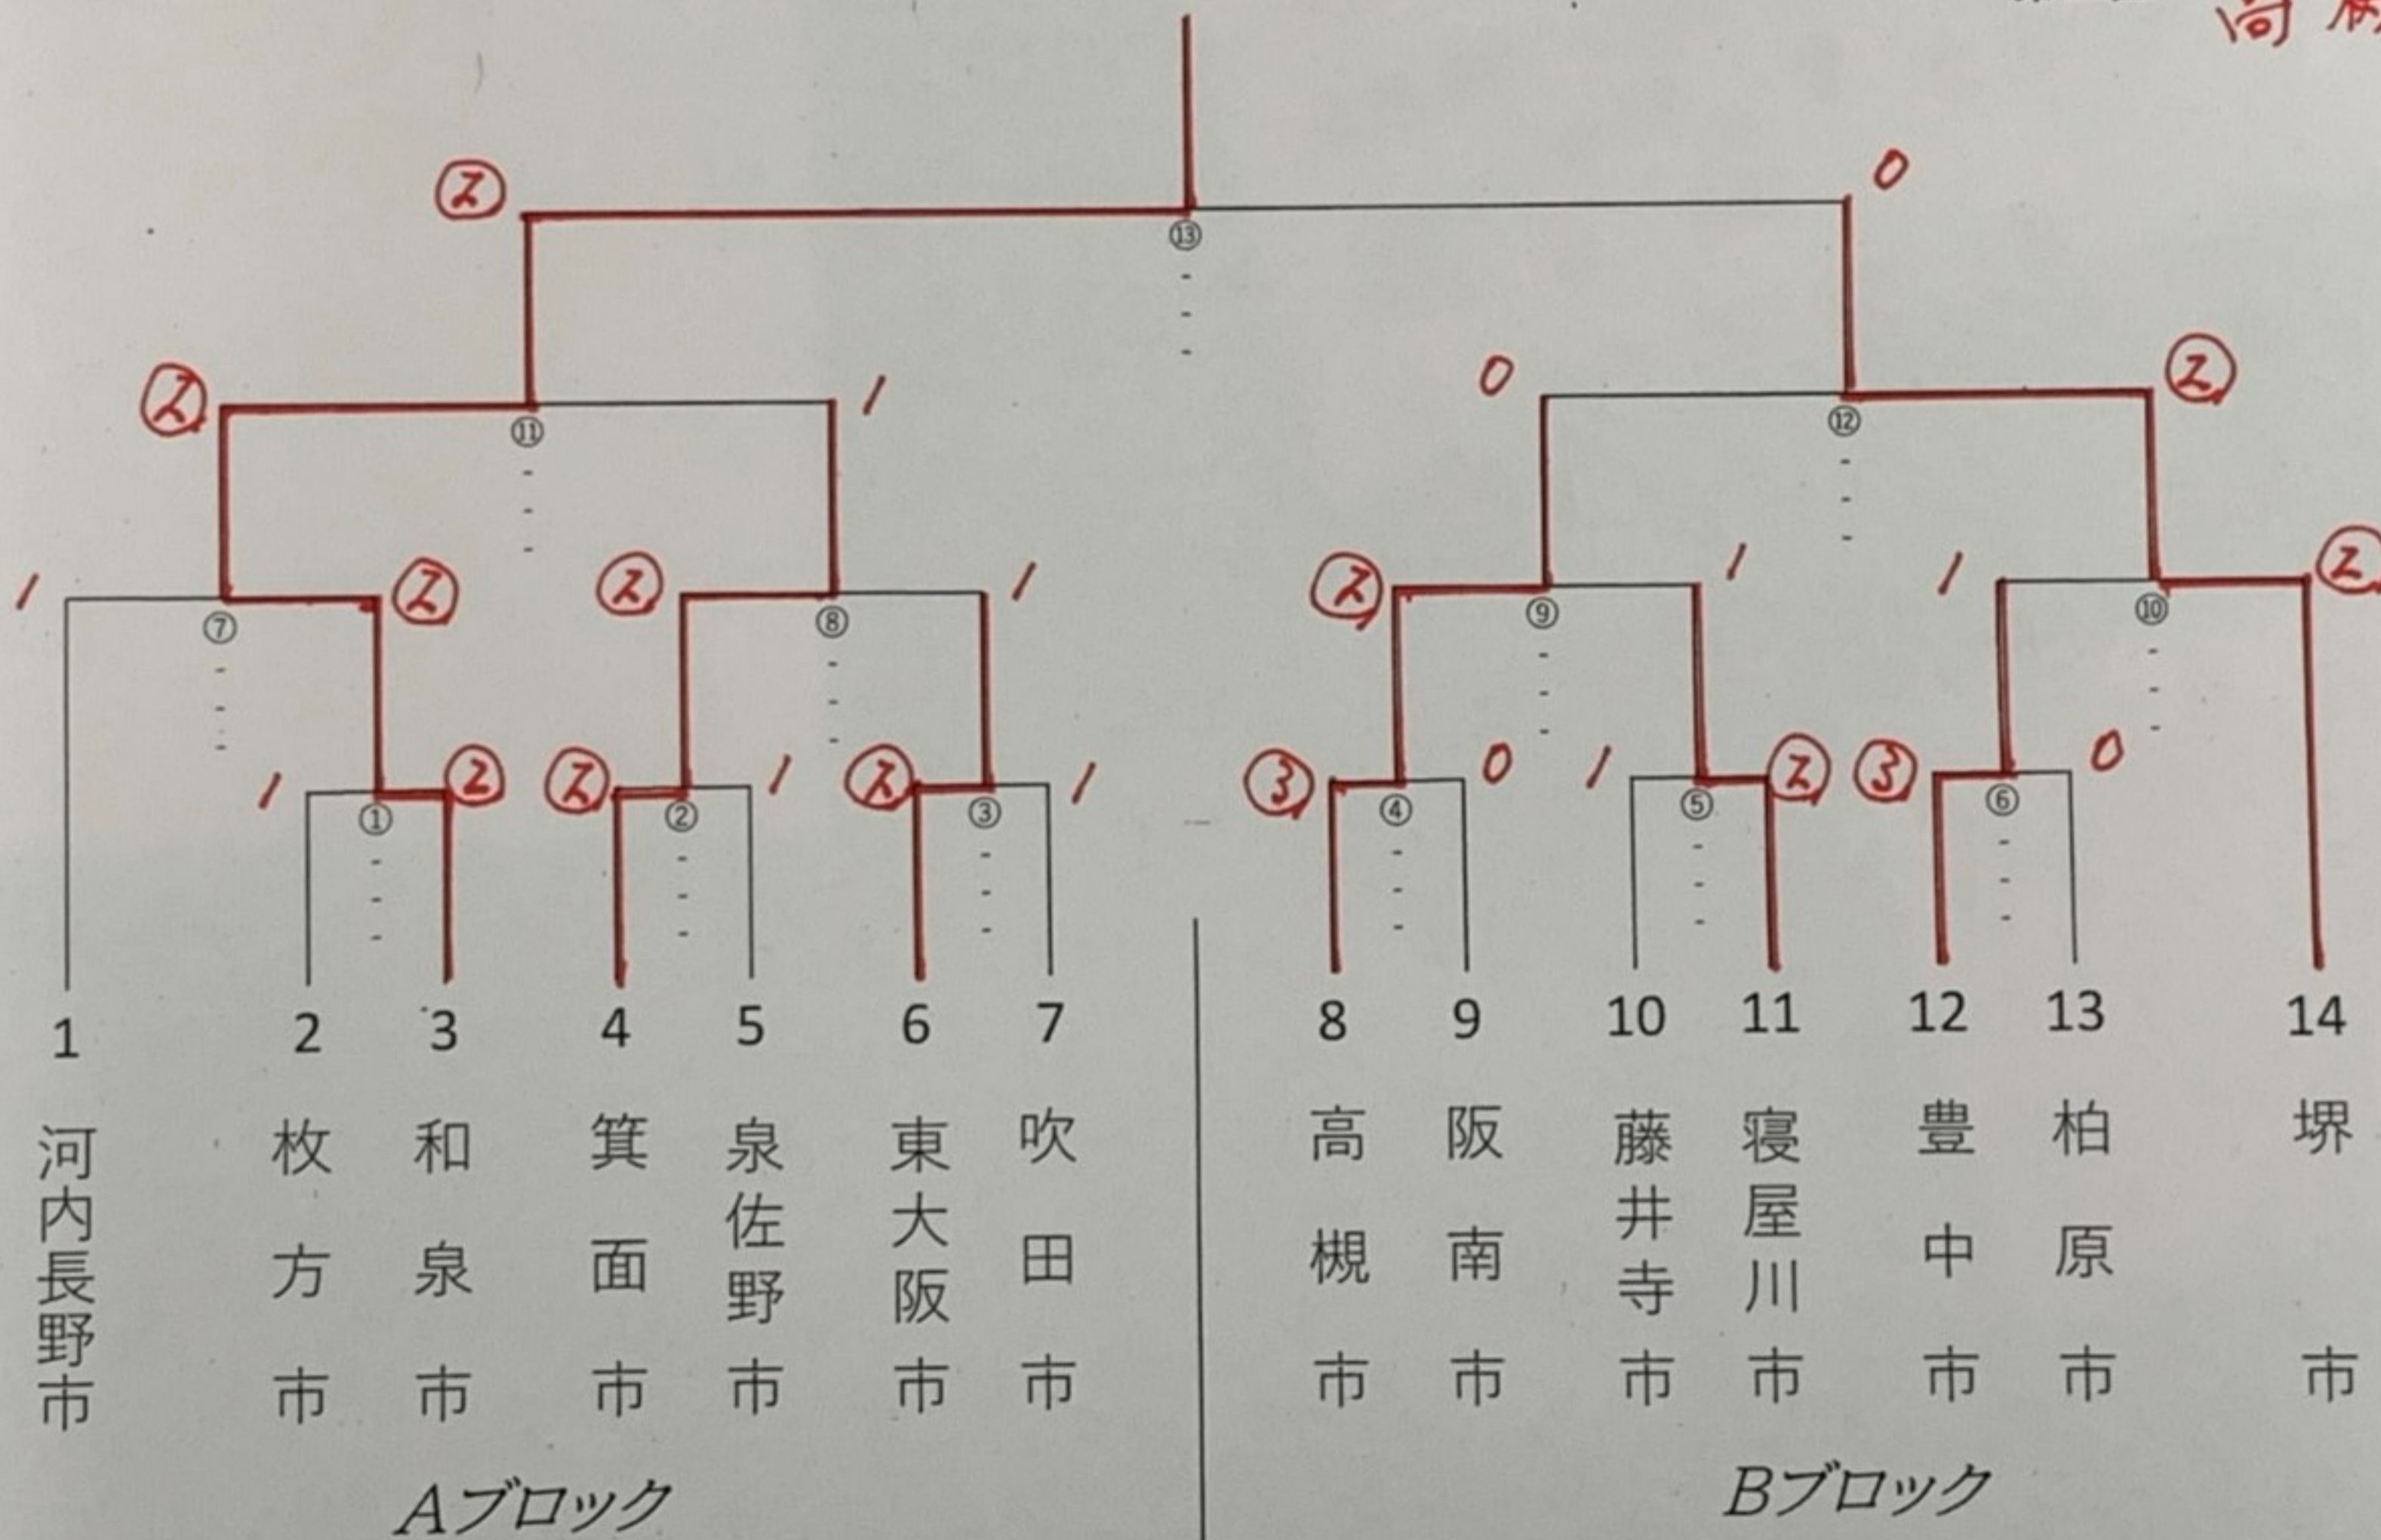 ② 0
⑬
② 1 0 ②
⑪ ⑫
1 ② ② 1 ② 1 1 ②
⑦ ⑧ ⑨ ⑩
1 ② ② 1 ② 1 ③ 0 1 ② ③ 0
① ② ③ ④ ⑤ ⑥
1 2 3 4 5 6 7 8 9 10 11 12 13 14
河内長野市
枚方市
和泉市
箕面市
泉佐野市
東大阪市
吹田市
高槻市
阪南市
藤井寺市
寝屋川市
豊中市
柏原市
堺市
Aブロック
Bブロック